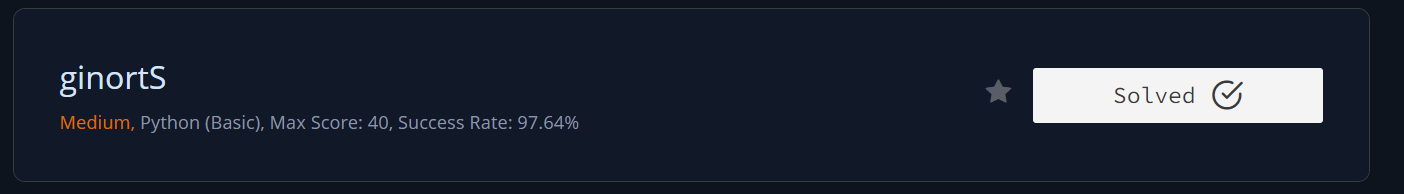 ginortS
Solved
Medium, Python (Basic), Max Score: 40, Success Rate: 97.64%